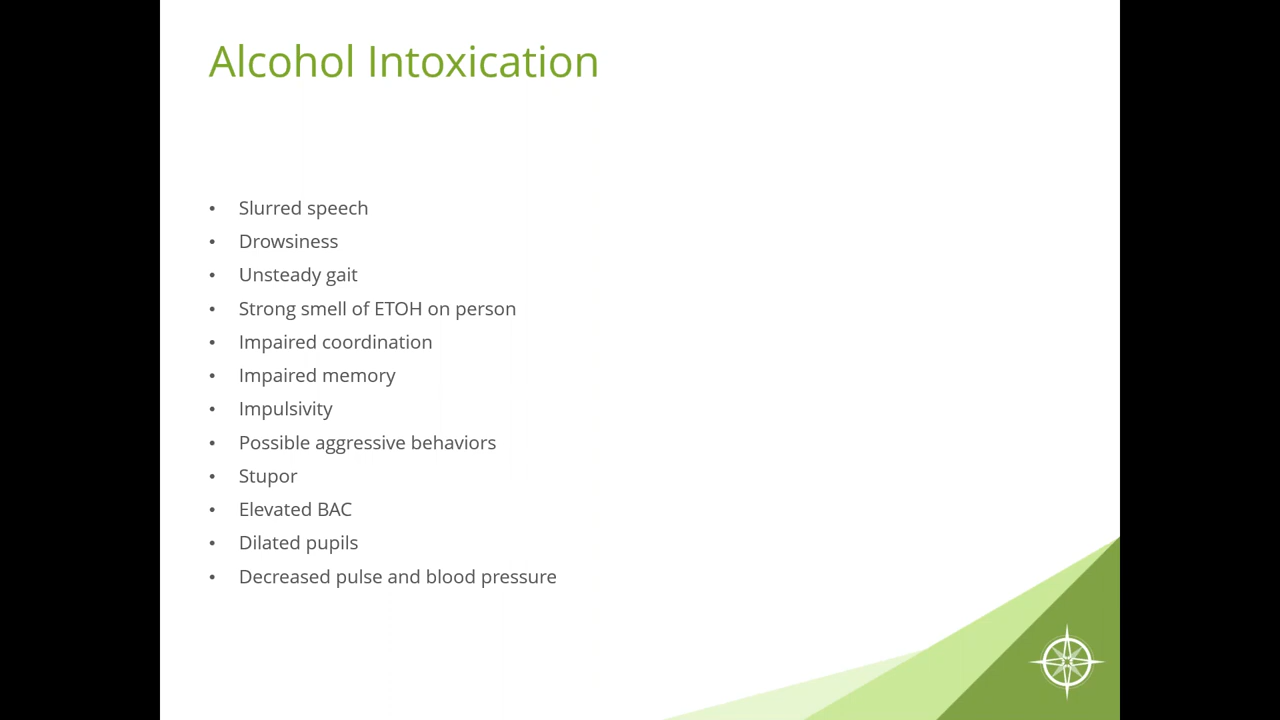 Alcohol Intoxication
• Slurred speech
• Drowsiness
• Unsteady gait
• Strong smell of ETOH on person
• Impaired coordination
• Impaired memory
• Impulsivity
• Possible aggressive behaviors
• Stupor
• Elevated BAC
• Dilated pupils
• Decreased pulse and blood pressure